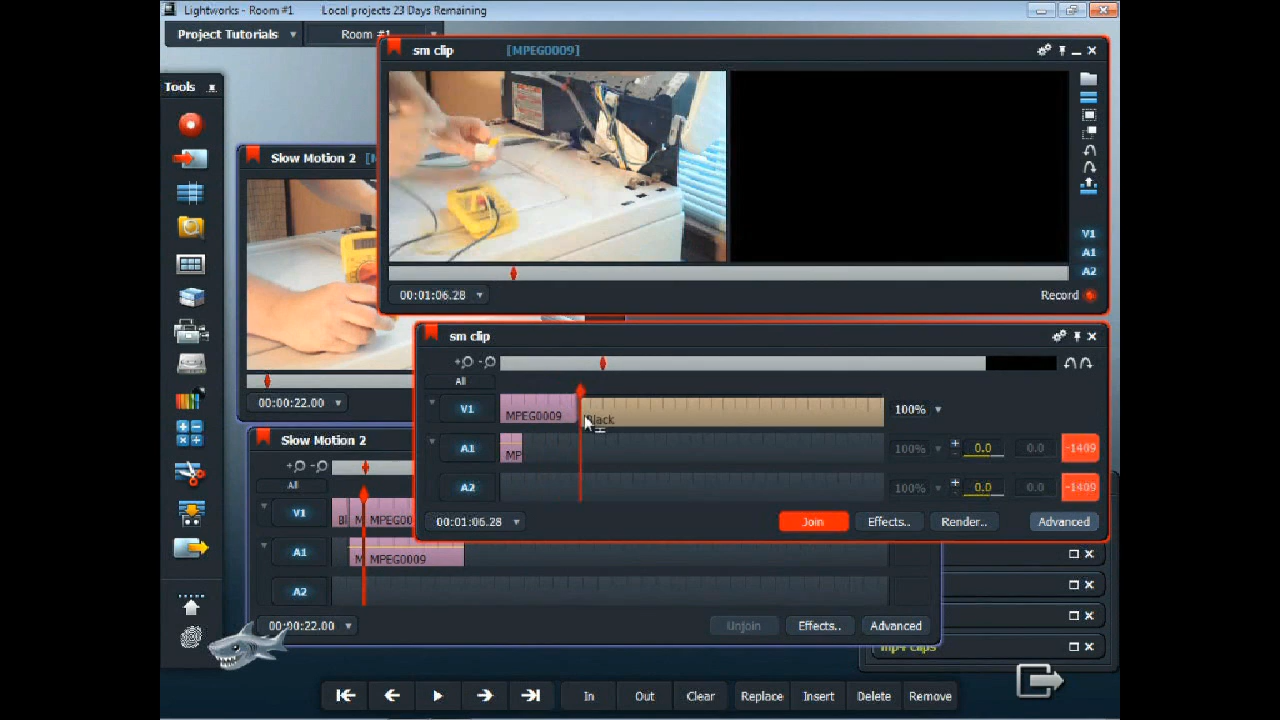 Lightworks - Room #1 Local projects 23 Days Remaining
Project Tutorials
Room #1
sm clip [MPEG0009]
Tools
Slow Motion 2
V1
A1
A2
00:01:06.28
Record
sm clip
All
00:00:22.00
V1 MPEG0009 Black 100%
A1 MP 100% 0.0 0.0 -1409
A2 100% 0.0 0.0 -1409
00:01:06.28 Join Effects.. Render.. Advanced
Slow Motion 2
All
V1 M MPEG00
A1 M MPEG0009
A2
00:00:22.00 Unjoin Effects.. Advanced
mp4 clips
In Out Clear Replace Insert Delete Remove